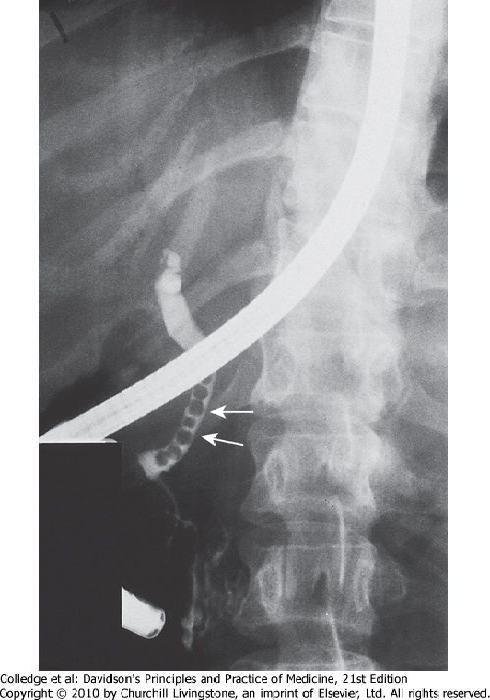 Colledge et al: Davidson's Principles and Practice of Medicine, 21st Edition
Copyright © 2010 by Churchill Livingstone, an imprint of Elsevier, Ltd. All rights reserved.